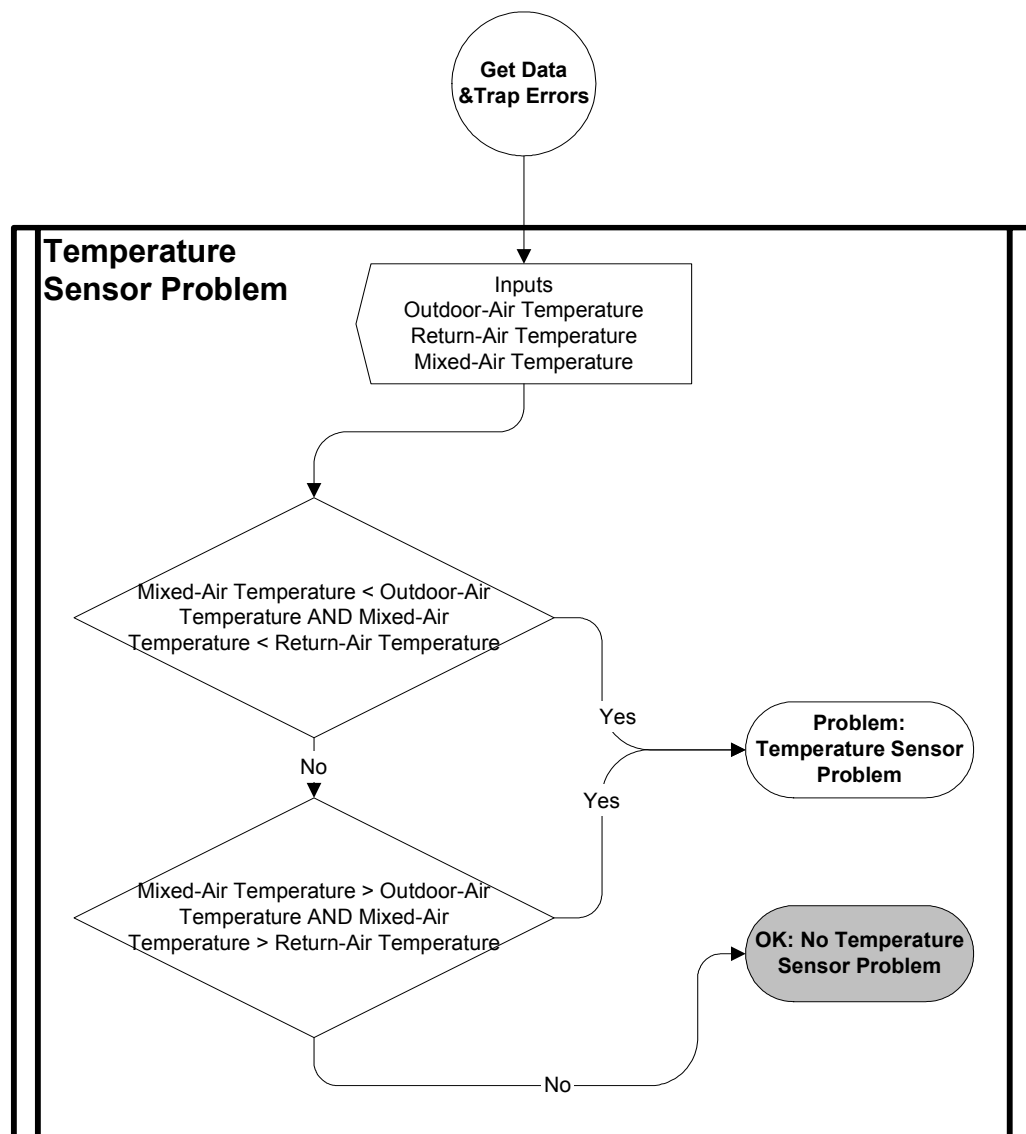 Get Data
&Trap Errors
Temperature
Sensor Problem
Inputs
Outdoor-Air Temperature
Return-Air Temperature
Mixed-Air Temperature
Mixed-Air Temperature < Outdoor-Air
Temperature AND Mixed-Air
Temperature < Return-Air Temperature
Yes
Problem:
Temperature Sensor
Problem
No
Yes
Mixed-Air Temperature > Outdoor-Air
Temperature AND Mixed-Air
Temperature > Return-Air Temperature
OK: No Temperature
Sensor Problem
No